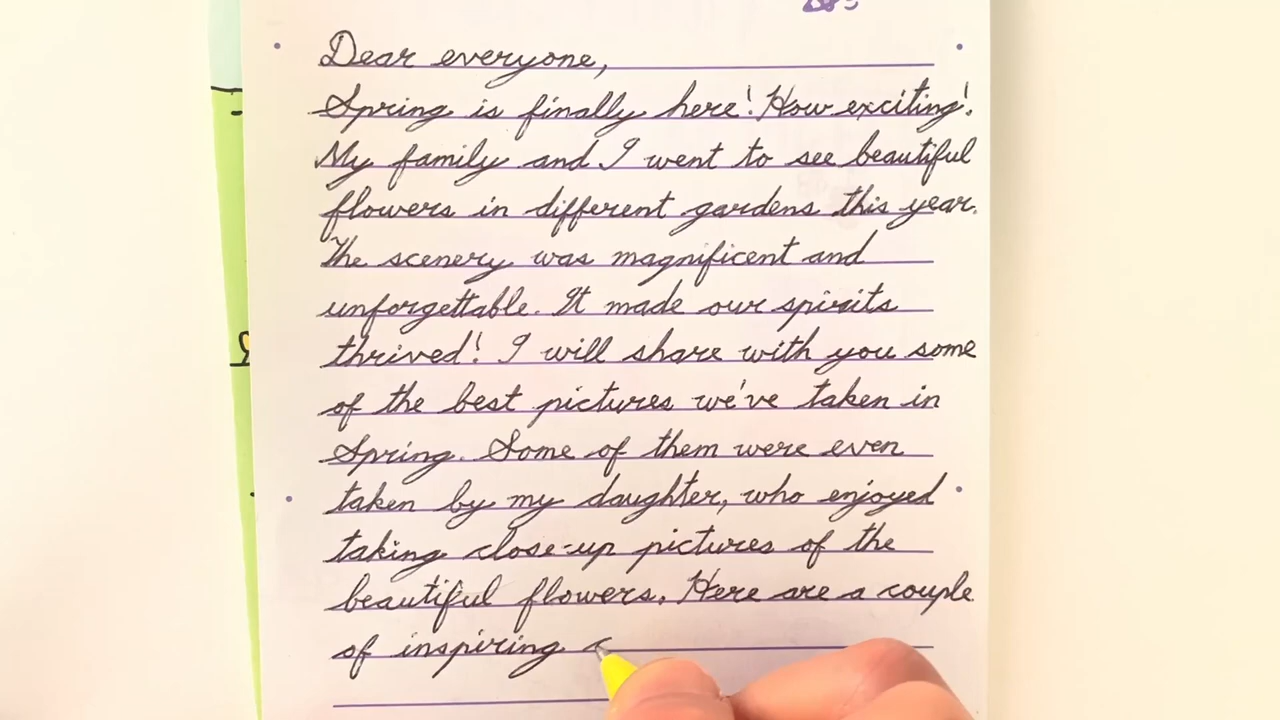 Dear everyone,
Spring is finally here! How exciting!
My family and I went to see beautiful
flowers in different gardens this year.
The scenery was magnificent and
unforgettable. It made our spirits
thrived! I will share with you some
of the best pictures we've taken in
Spring. Some of them were even
taken by my daughter, who enjoyed
taking close-up pictures of the
beautiful flowers. Here are a couple
of inspiring